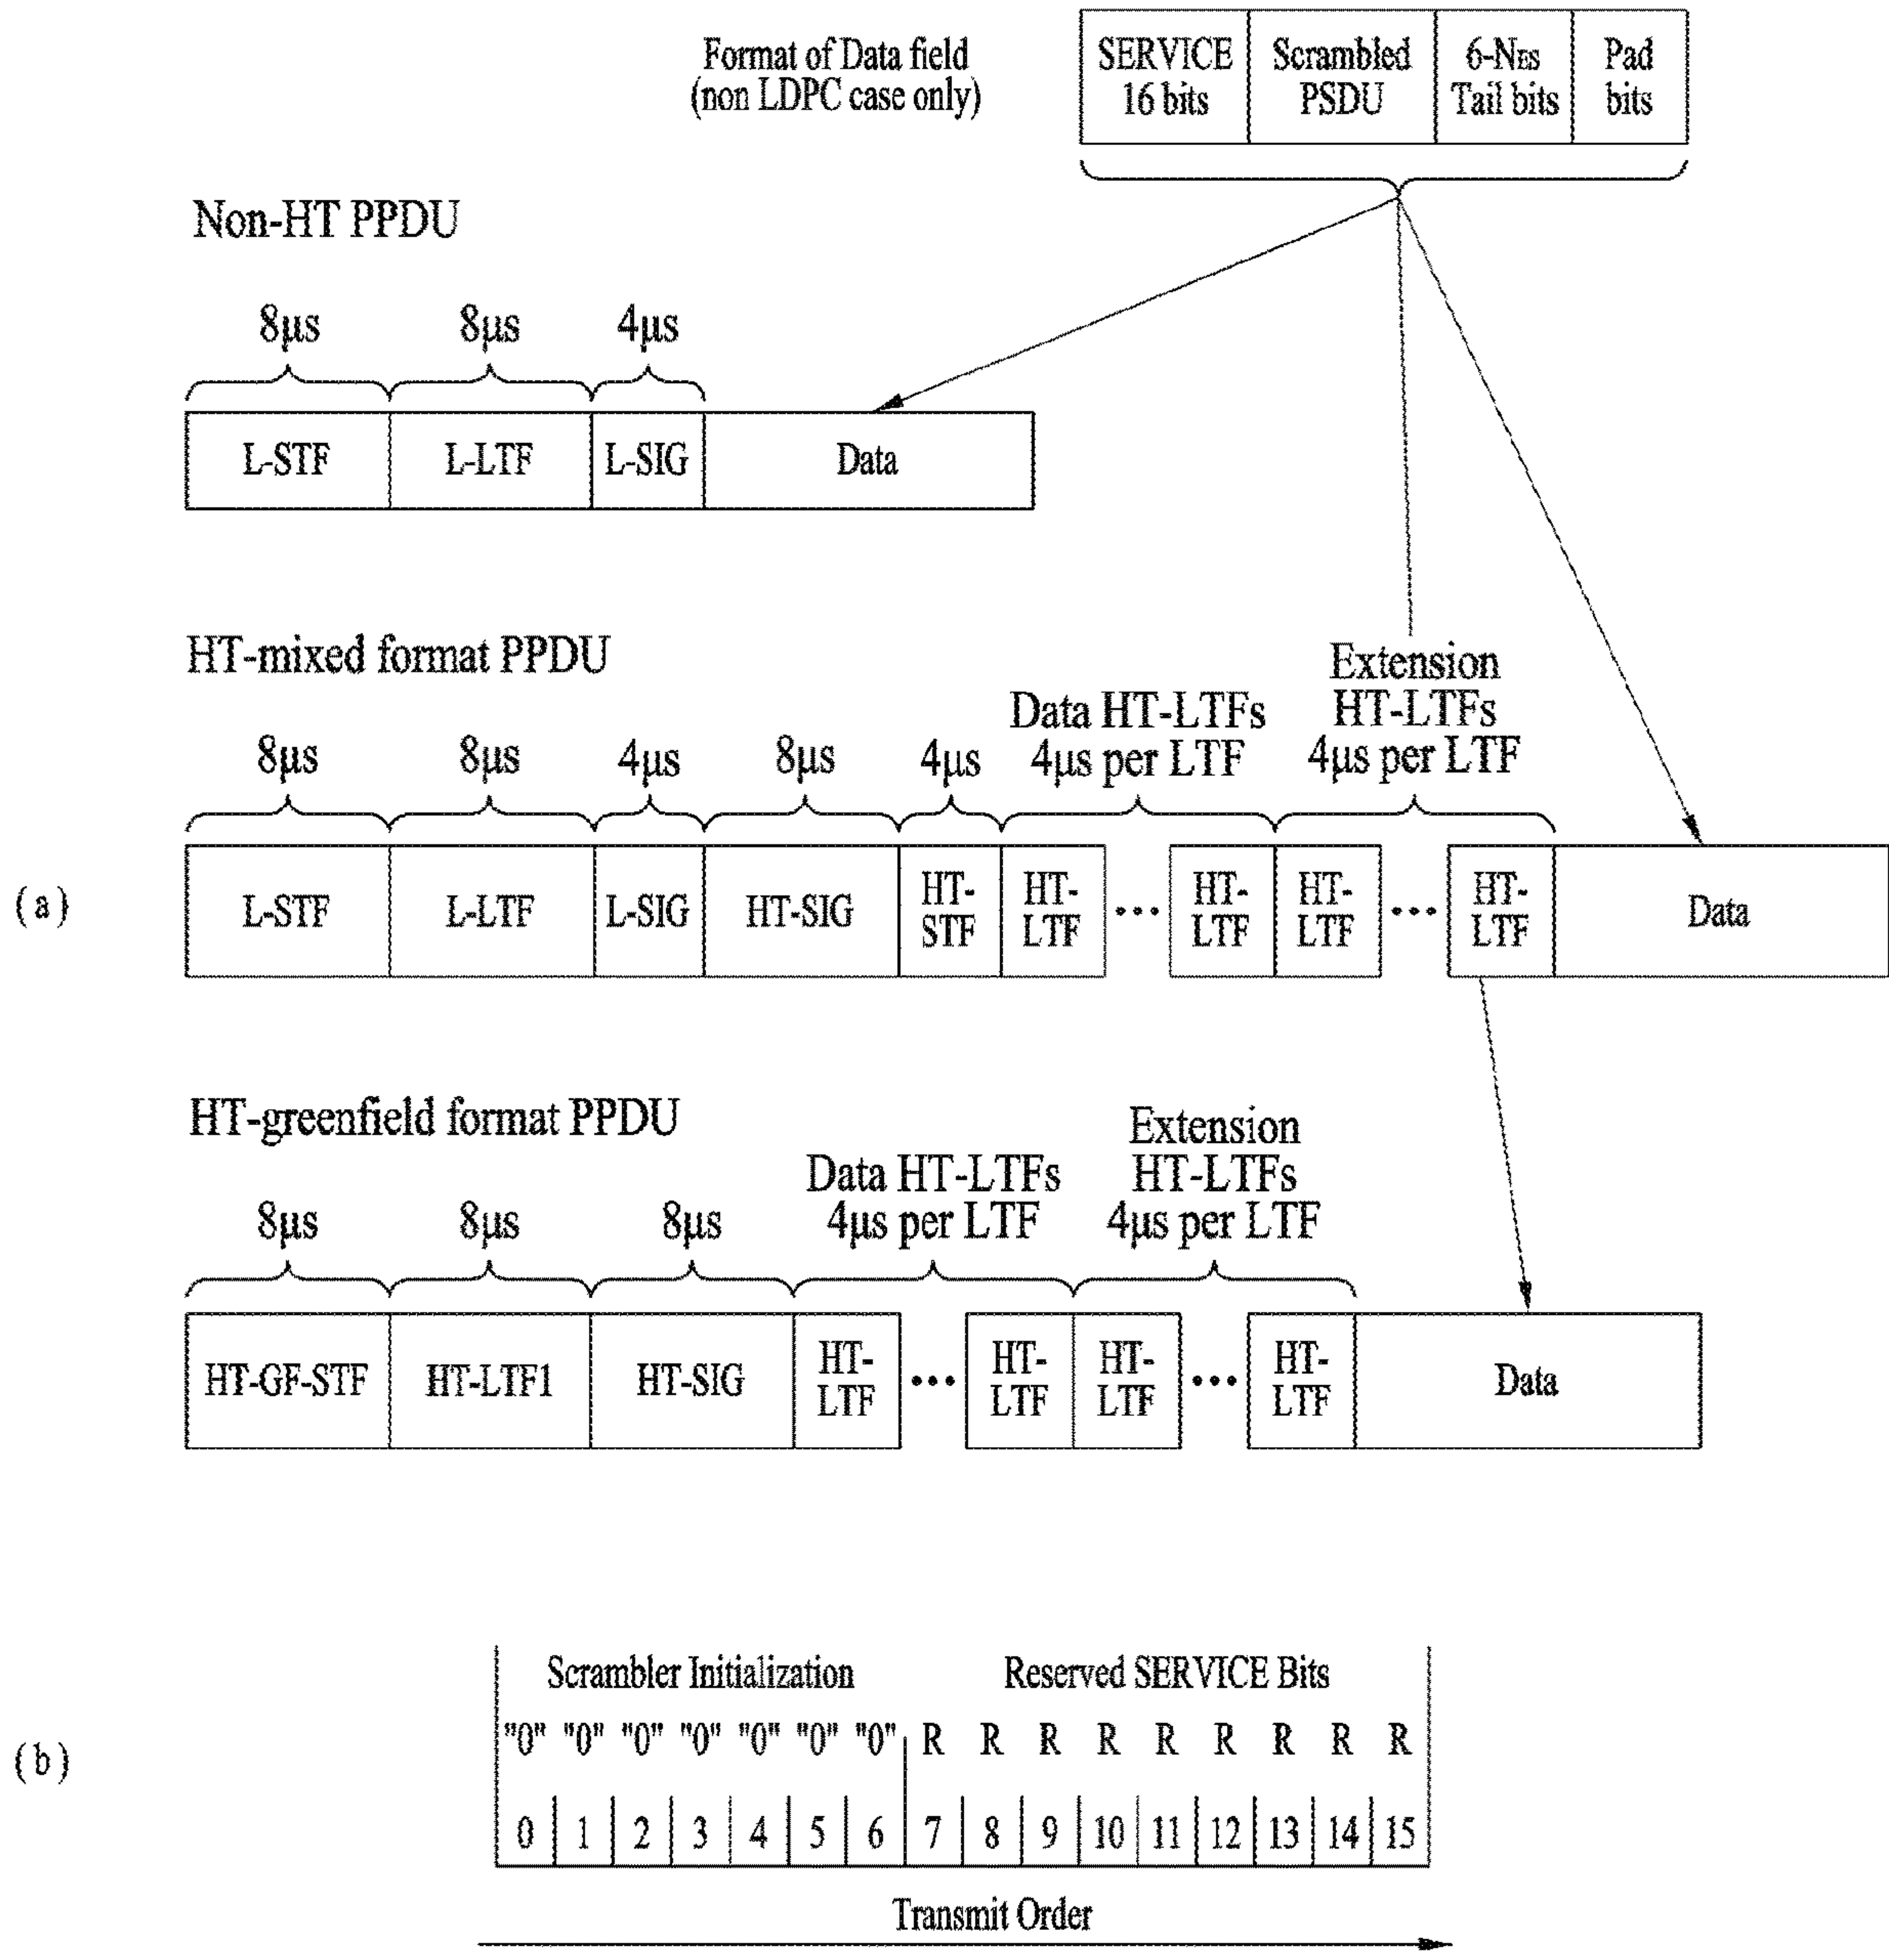 Format of Data field
(non LDPC case only)
SERVICE
16 bits
Scrambled
PSDU
6-NES
Tail bits
Pad
bits
Non-HT PPDU
8μs 8μs 4μs
L-STF L-LTF L-SIG Data
HT-mixed format PPDU
Extension
HT-LTFs
4μs per LTF
Data HT-LTFs
4μs per LTF
8μs 8μs 4μs 8μs 4μs
(a)
L-STF L-LTF L-SIG HT-SIG
HT-
STF
HT-
LTF
...
HT-
LTF
HT-
LTF
...
HT-
LTF
Data
HT-greenfield format PPDU
Data HT-LTFs
4μs per LTF
Extension
HT-LTFs
4μs per LTF
8μs 8μs 8μs
HT-GF-STF HT-LTF1 HT-SIG
HT-
LTF
...
HT-
LTF
HT-
LTF
...
HT-
LTF
Data
(b)
Scrambler Initialization Reserved SERVICE Bits
"0" "0" "0" "0" "0" "0" "0" R R R R R R R R R
0 1 2 3 4 5 6 7 8 9 10 11 12 13 14 15
Transmit Order